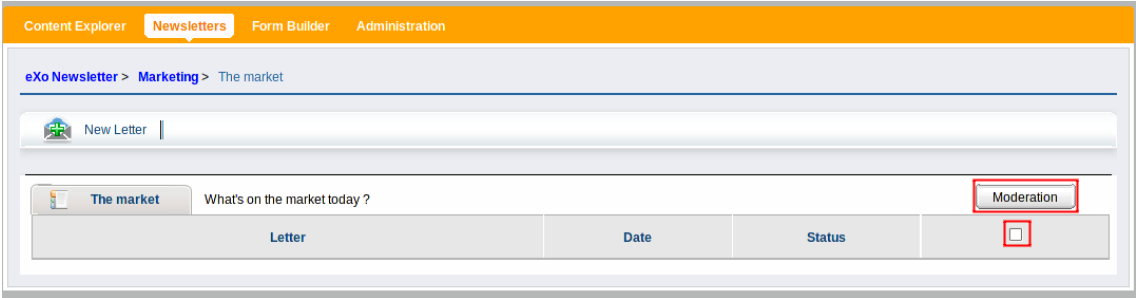 Content Explorer Newsletters Form Builder Administration
eXo Newsletter > Marketing > The market
New Letter
The market What's on the market today ? Moderation
Letter Date Status